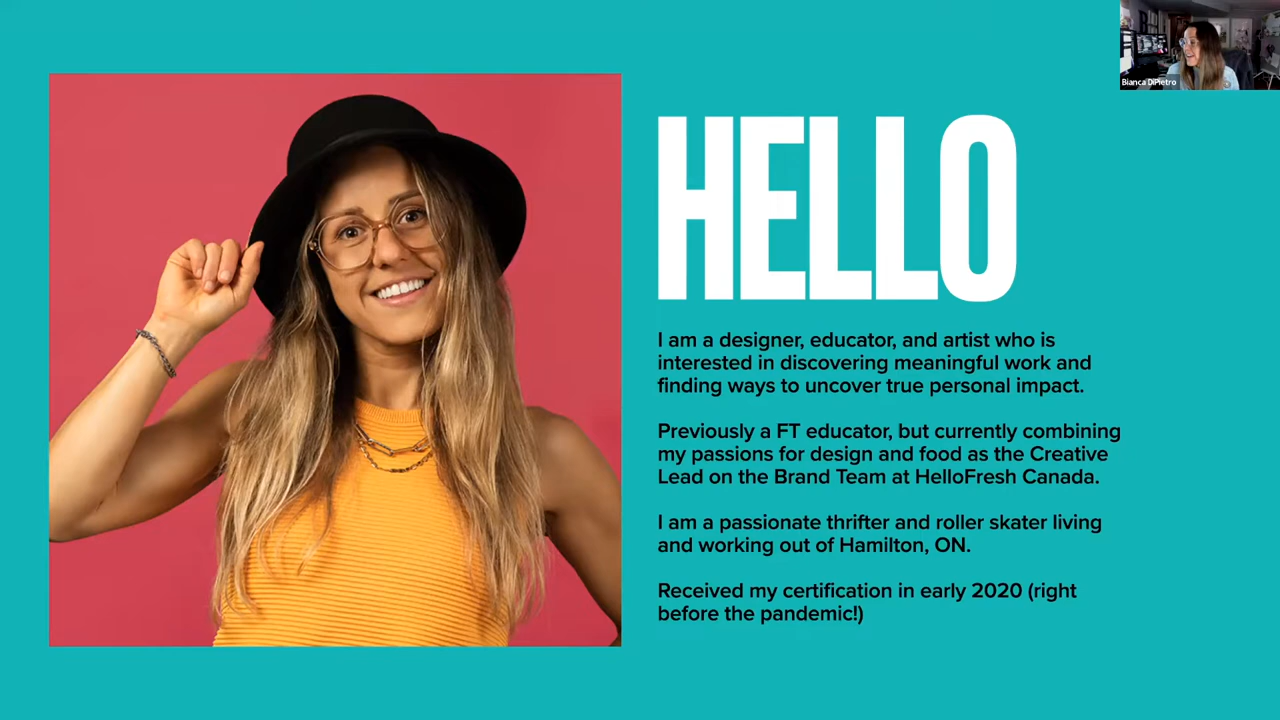 Bianca DiPietro
HELLO
I am a designer, educator, and artist who is
interested in discovering meaningful work and
finding ways to uncover true personal impact.
Previously a FT educator, but currently combining
my passions for design and food as the Creative
Lead on the Brand Team at HelloFresh Canada.
I am a passionate thrifter and roller skater living
and working out of Hamilton, ON.
Received my certification in early 2020 (right
before the pandemic!)